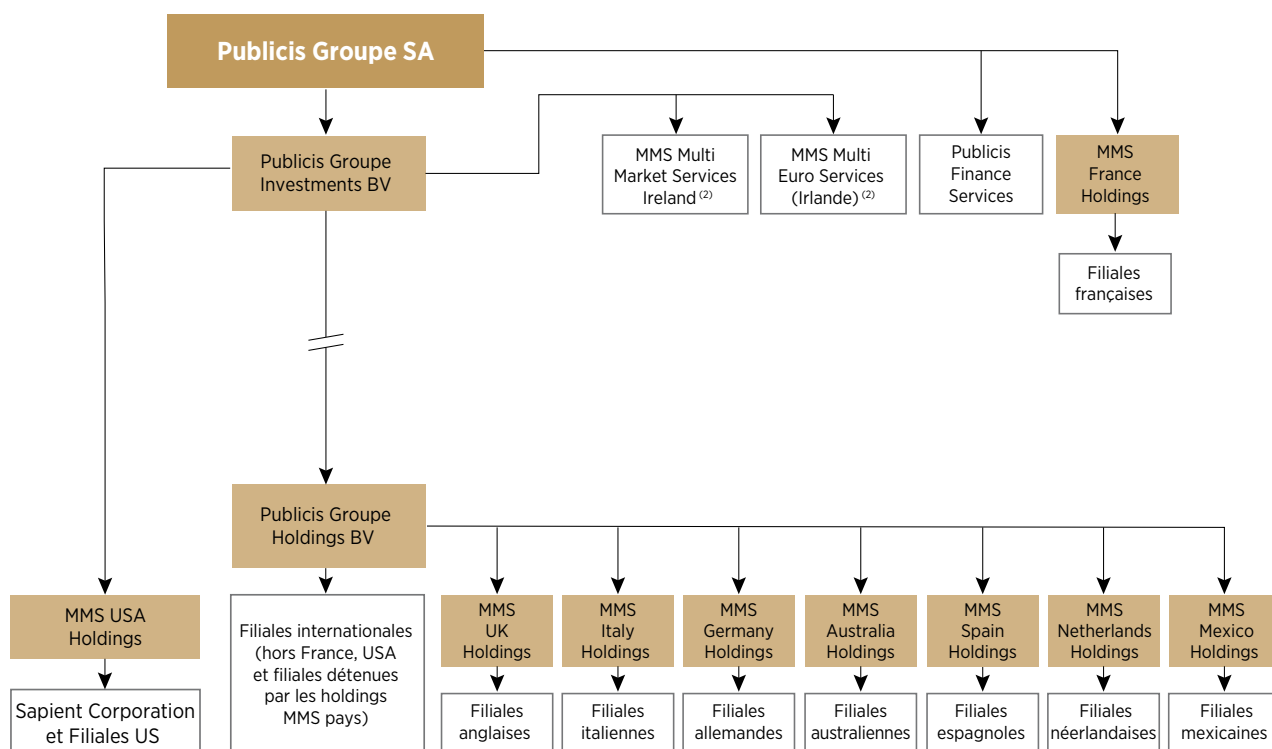 Publicis Groupe SA
Publicis Groupe
Investments BV
MMS Multi
Market Services
Ireland (2)
MMS Multi
Euro Services
(Irlande) (2)
Publicis
Finance
Services
MMS
France
Holdings
Filiales
françaises
Publicis Groupe
Holdings BV
MMS USA
Holdings
Sapient Corporation
et Filiales US
Filiales internationales
(hors France, USA
et filiales détenues
par les holdings
MMS pays)
MMS
UK
Holdings
Filiales
anglaises
MMS
Italy
Holdings
Filiales
italiennes
MMS
Germany
Holdings
Filiales
allemandes
MMS
Australia
Holdings
Filiales
australiennes
MMS
Spain
Holdings
Filiales
espagnoles
MMS
Netherlands
Holdings
Filiales
néerlandaises
MMS
Mexico
Holdings
Filiales
mexicaines